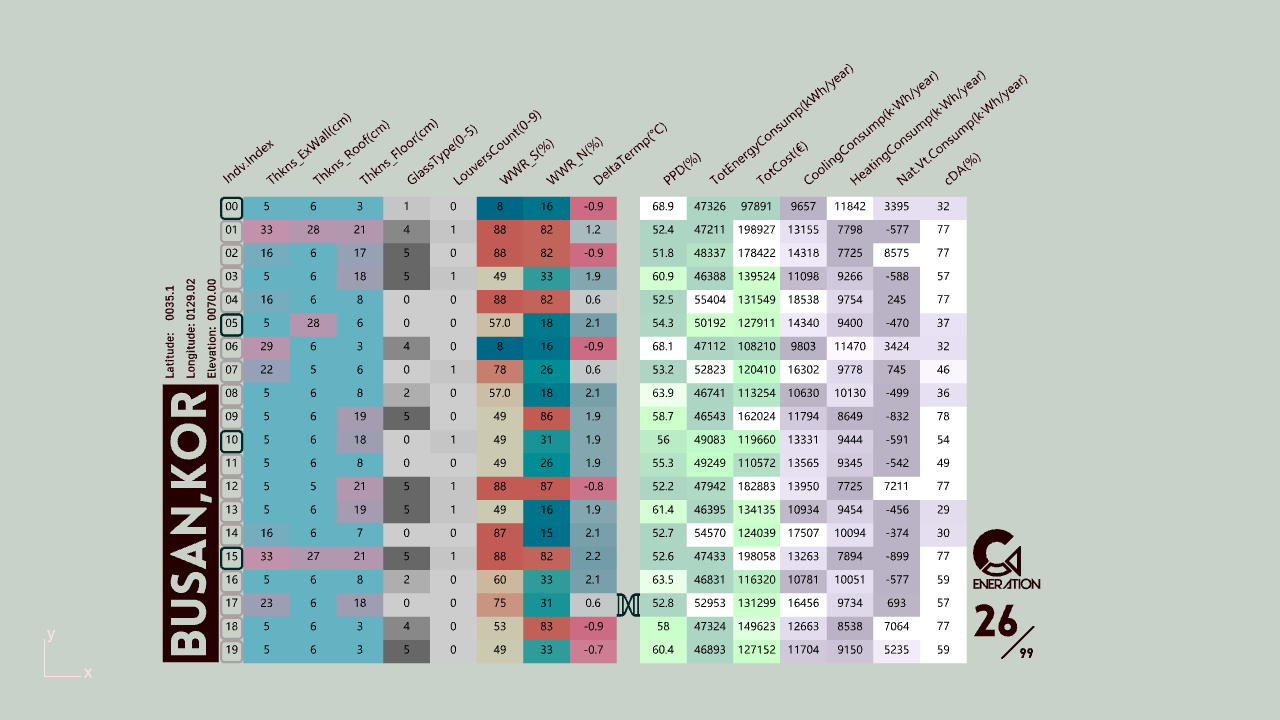 Indv.Index Thkns_ExWall(cm) Thkns_Roof(cm) Thkns_Floor(cm) GlassType(0-5) LouversCount(0-9) WWR_S(%) WWR_N(%) DeltaTermp(°C) PPD(%) TotEnergyConsump(kWh/year) TotCost(€) CoolingConsump(k·Wh/year) HeatingConsump(k·Wh/year) Nat.Vt.Consump(k·Wh/year) cDA(%)
00 5 6 3 1 0 8 16 -0.9 68.9 47326 97891 9657 11842 3395 32
01 33 28 21 4 1 88 82 1.2 52.4 47211 198927 13155 7798 -577 77
02 16 6 17 5 0 88 82 -0.9 51.8 48337 178422 14318 7725 8575 77
03 5 6 18 5 1 49 33 1.9 60.9 46388 139524 11098 9266 -588 57
04 16 6 8 0 0 88 82 0.6 52.5 55404 131549 18538 9754 245 77
05 5 28 6 0 0 57.0 18 2.1 54.3 50192 127911 14340 9400 -470 37
06 29 6 3 4 0 8 16 -0.9 68.1 47112 108210 9803 11470 3424 32
07 22 5 6 0 1 78 26 0.6 53.2 52823 120410 16302 9778 745 46
08 5 6 8 2 0 57.0 18 2.1 63.9 46741 113254 10630 10130 -499 36
09 5 6 19 5 0 49 86 1.9 58.7 46543 162024 11794 8649 -632 78
10 5 6 18 0 1 49 31 1.9 56 49083 119660 13331 9444 -591 54
11 5 6 8 0 0 49 26 1.9 55.3 49249 110572 13565 9345 -542 49
12 5 5 21 5 1 88 87 -0.8 52.2 47942 182883 13950 7725 7211 77
13 5 6 19 5 1 49 16 1.9 61.4 46395 134135 10934 9454 -456 29
14 16 6 7 0 0 87 15 2.1 52.7 54570 124039 17507 10094 -374 30
15 33 27 21 5 1 88 82 2.2 52.6 47433 198058 13263 7894 -899 77
16 5 6 8 2 0 60 33 2.1 63.5 46831 116320 10781 10051 -577 59
17 23 6 18 0 0 75 31 0.6 52.8 52953 131299 16456 9734 693 57
18 5 6 3 4 0 53 83 -0.9 58 47324 149623 12663 8538 7064 77
19 5 6 3 5 0 49 33 -0.7 60.4 46893 127152 11704 9150 5235 59
Latitude: 0035.1
Longitude: 0129.02
Elevation: 0070.00
BUSAN,KOR
ENERATION
26/99
y
x